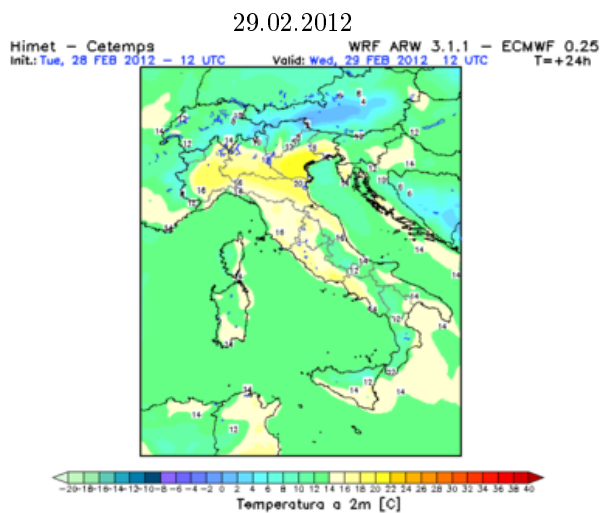 29.02.2012
Himet – Cetemps WRF ARW 3.1.1 – ECMWF 0.25
Init.: Tue, 28 FEB 2012 – 12 UTC Valid: Wed, 29 FEB 2012 12 UTC T=+24h
-20-18-16-14-12-10-8 -6 -4 -2 0 2 4 6 8 10 12 14 16 18 20 22 24 26 28 30 32 34 36 38 40
Temperatura a 2m [C]